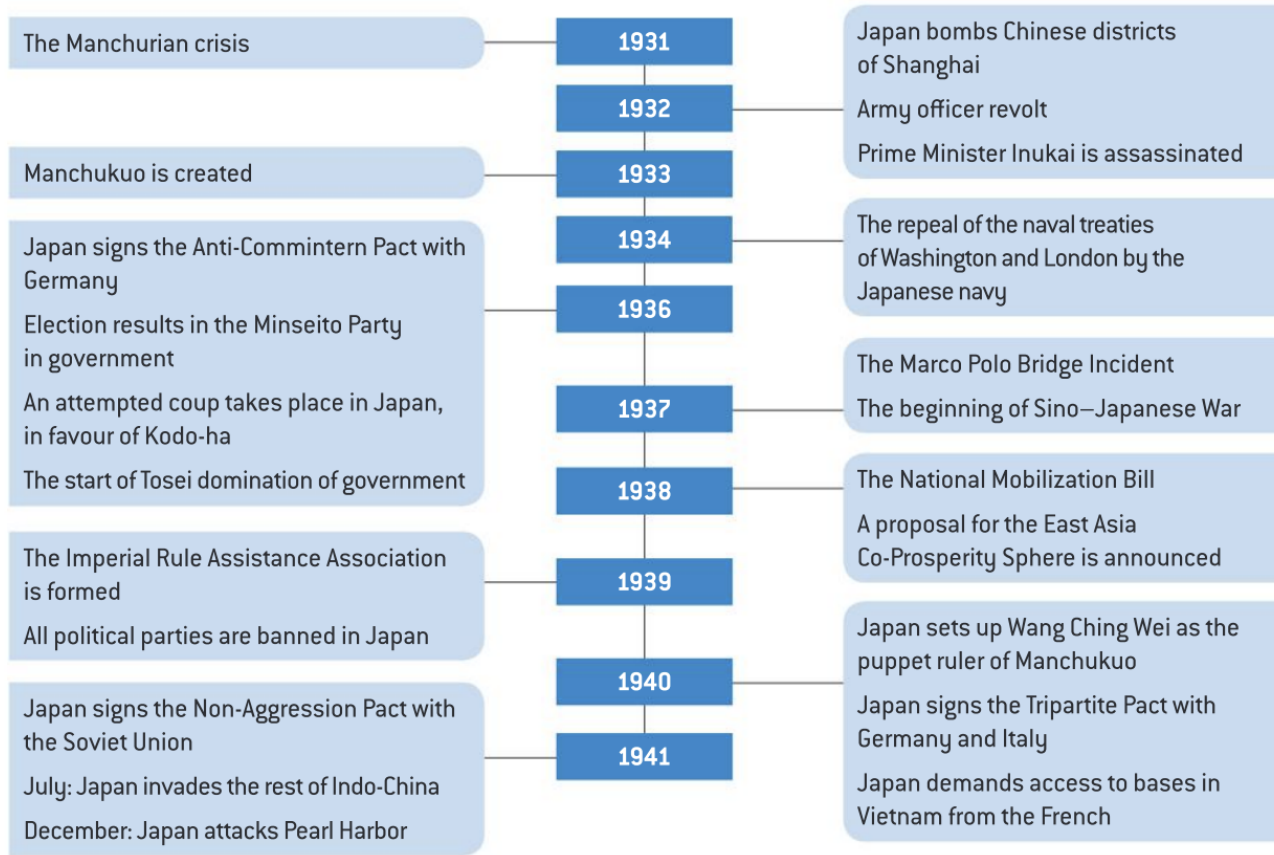 The Manchurian crisis
1931
Japan bombs Chinese districts
of Shanghai
Army officer revolt
Prime Minister Inukai is assassinated
1932
Manchukuo is created
1933
1934
The repeal of the naval treaties
of Washington and London by the
Japanese navy
Japan signs the Anti-Commintern Pact with
Germany
Election results in the Minseito Party
in government
An attempted coup takes place in Japan,
in favour of Kodo-ha
The start of Tosei domination of government
1936
1937
The Marco Polo Bridge Incident
The beginning of Sino–Japanese War
1938
The National Mobilization Bill
A proposal for the East Asia
Co-Prosperity Sphere is announced
The Imperial Rule Assistance Association
is formed
All political parties are banned in Japan
1939
1940
Japan sets up Wang Ching Wei as the
puppet ruler of Manchukuo
Japan signs the Tripartite Pact with
Germany and Italy
Japan demands access to bases in
Vietnam from the French
Japan signs the Non-Aggression Pact with
the Soviet Union
July: Japan invades the rest of Indo-China
December: Japan attacks Pearl Harbor
1941